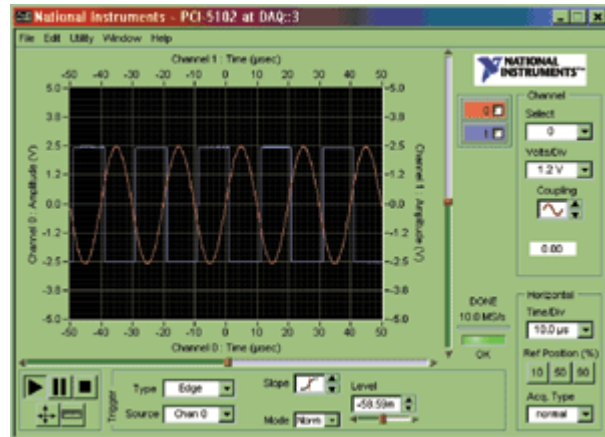 National Instruments - PCI-5102 at DAQ::3
File Edit Utility Window Help
Channel 1 : Time (µsec)
-50 -40 -30 -20 -10 0 10 20 30 40 50
5.0 -5.0
3.8 -3.8
2.5 -2.5
1.2 -1.2
0.0 -0.0
-1.2 --1.2
-2.5 --2.5
-3.8 --3.8
-5.0 --5.0
Channel 0 : Amplitude (V)
Channel 1 : Amplitude (V)
-50 -40 -30 -20 -10 0 10 20 30 40 50
Channel 0 : Time (µsec)
NATIONAL INSTRUMENTS™
0
1
Channel
Select
0
Volts/Div
1.2 V
Coupling
0.00
DONE
10.0 MS/s
OK
Horizontal
Time/Div
10.0 µs
Ref Position (%)
10 50 90
Acq. Type
normal
Trigger
Type Edge
Source Chan 0
Slope
Mode Norm
Level
-58.59m